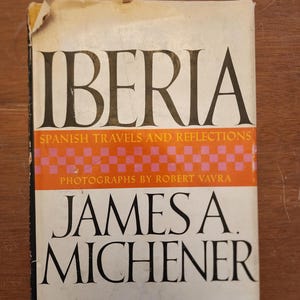 IBERIA
SPANISH TRAVELS AND REFLECTIONS
PHOTOGRAPHS BY ROBERT VAVRA
JAMES A.
MICHENER